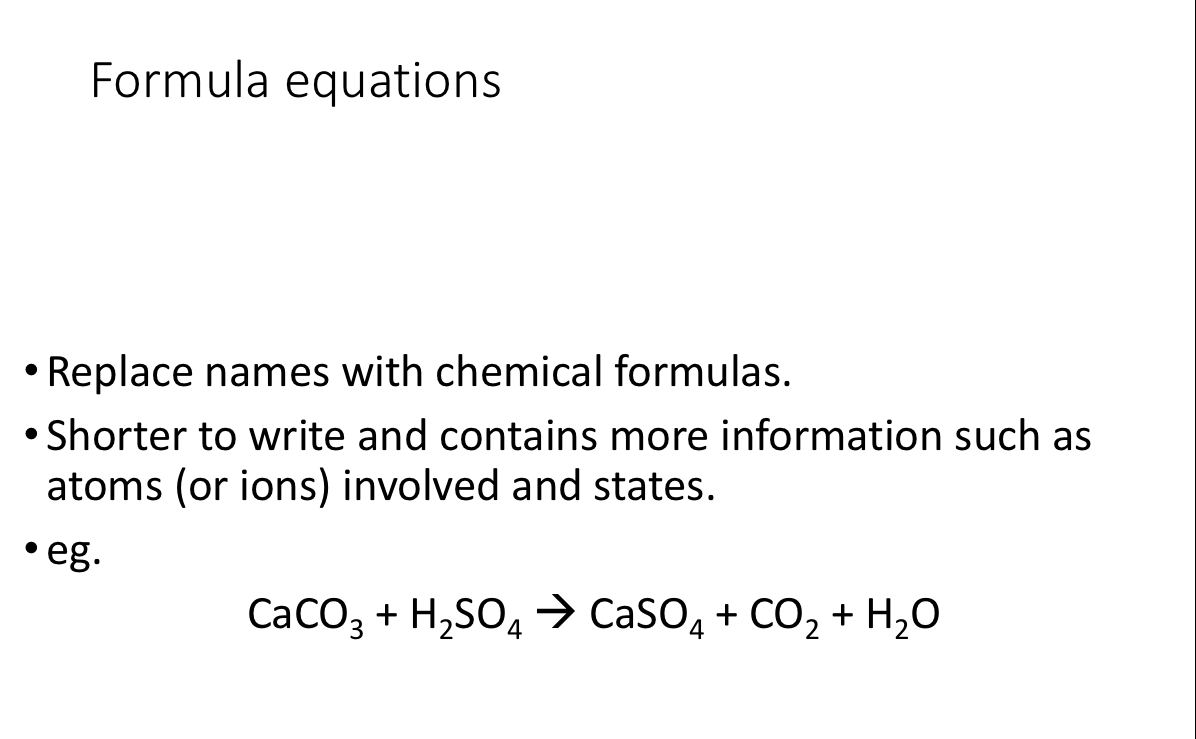 Formula equations
• Replace names with chemical formulas.
• Shorter to write and contains more information such as
atoms (or ions) involved and states.
• eg.
CaCO₃ + H₂SO₄ → CaSO₄ + CO₂ + H₂O